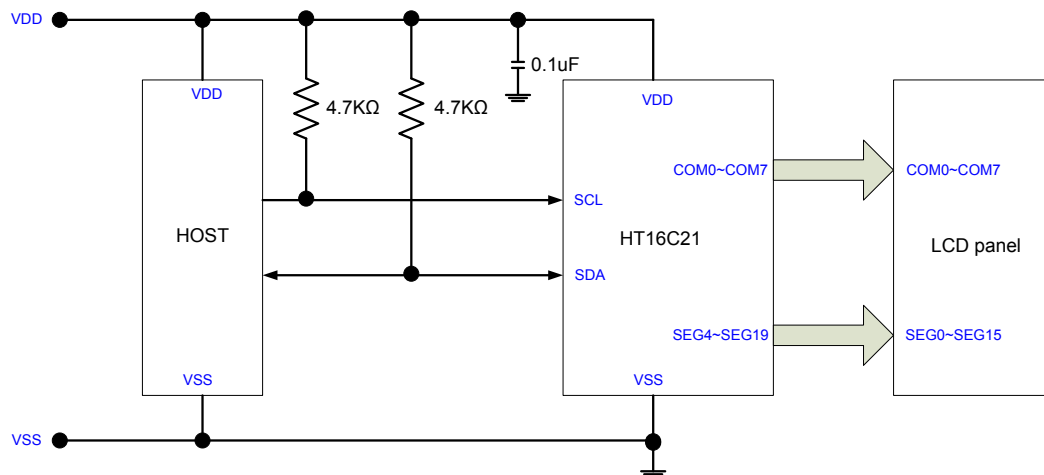 VDD
VDD
4.7KΩ
4.7KΩ
0.1uF
VDD
COM0~COM7
COM0~COM7
SCL
HOST
HT16C21
LCD panel
SDA
SEG4~SEG19
SEG0~SEG15
VSS
VSS
VSS